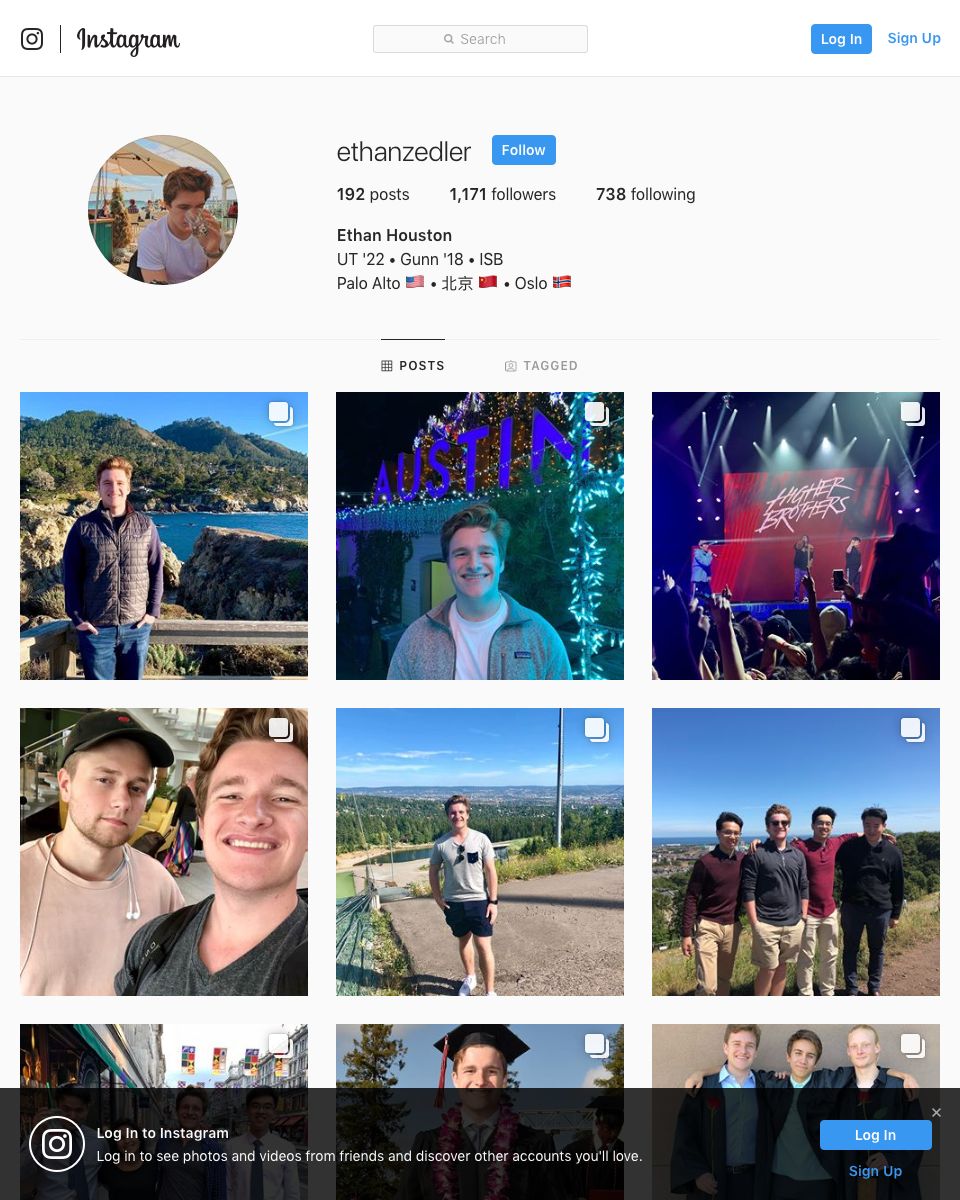 Instagram
Search
Log In
Sign Up
ethanzedler
Follow
192 posts 1,171 followers 738 following
Ethan Houston
UT '22 • Gunn '18 • ISB
Palo Alto 🇺🇸 • 北京 🇨🇳 • Oslo 🇳🇴
POSTS
TAGGED
AUSTIN
HIGHER
BROTHERS
Log In to Instagram
Log in to see photos and videos from friends and discover other accounts you'll love.
Log In
Sign Up